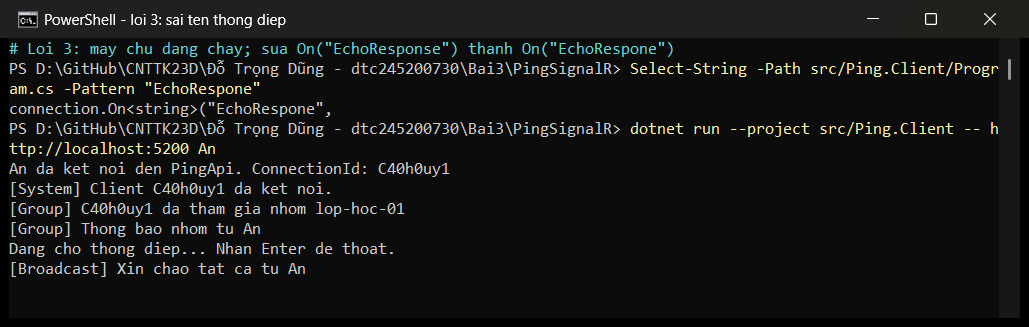 PowerShell - loi 3: sai ten thong diep
# Loi 3: may chu dang chay; sua On("EchoResponse") thanh On("EchoRespone")
PS D:\GitHub\CNTTK23D\Đỗ Trọng Dũng - dtc245200730\Bai3\PingSignalR> Select-String -Path src/Ping.Client/Progr
am.cs -Pattern "EchoRespone"
connection.On<string>("EchoRespone",
PS D:\GitHub\CNTTK23D\Đỗ Trọng Dũng - dtc245200730\Bai3\PingSignalR> dotnet run --project src/Ping.Client -- h
ttp://localhost:5200 An
An da ket noi den PingApi. ConnectionId: C40h0uy1
[System] Client C40h0uy1 da ket noi.
[Group] C40h0uy1 da tham gia nhom lop-hoc-01
[Group] Thong bao nhom tu An
Dang cho thong diep... Nhan Enter de thoat.
[Broadcast] Xin chao tat ca tu An